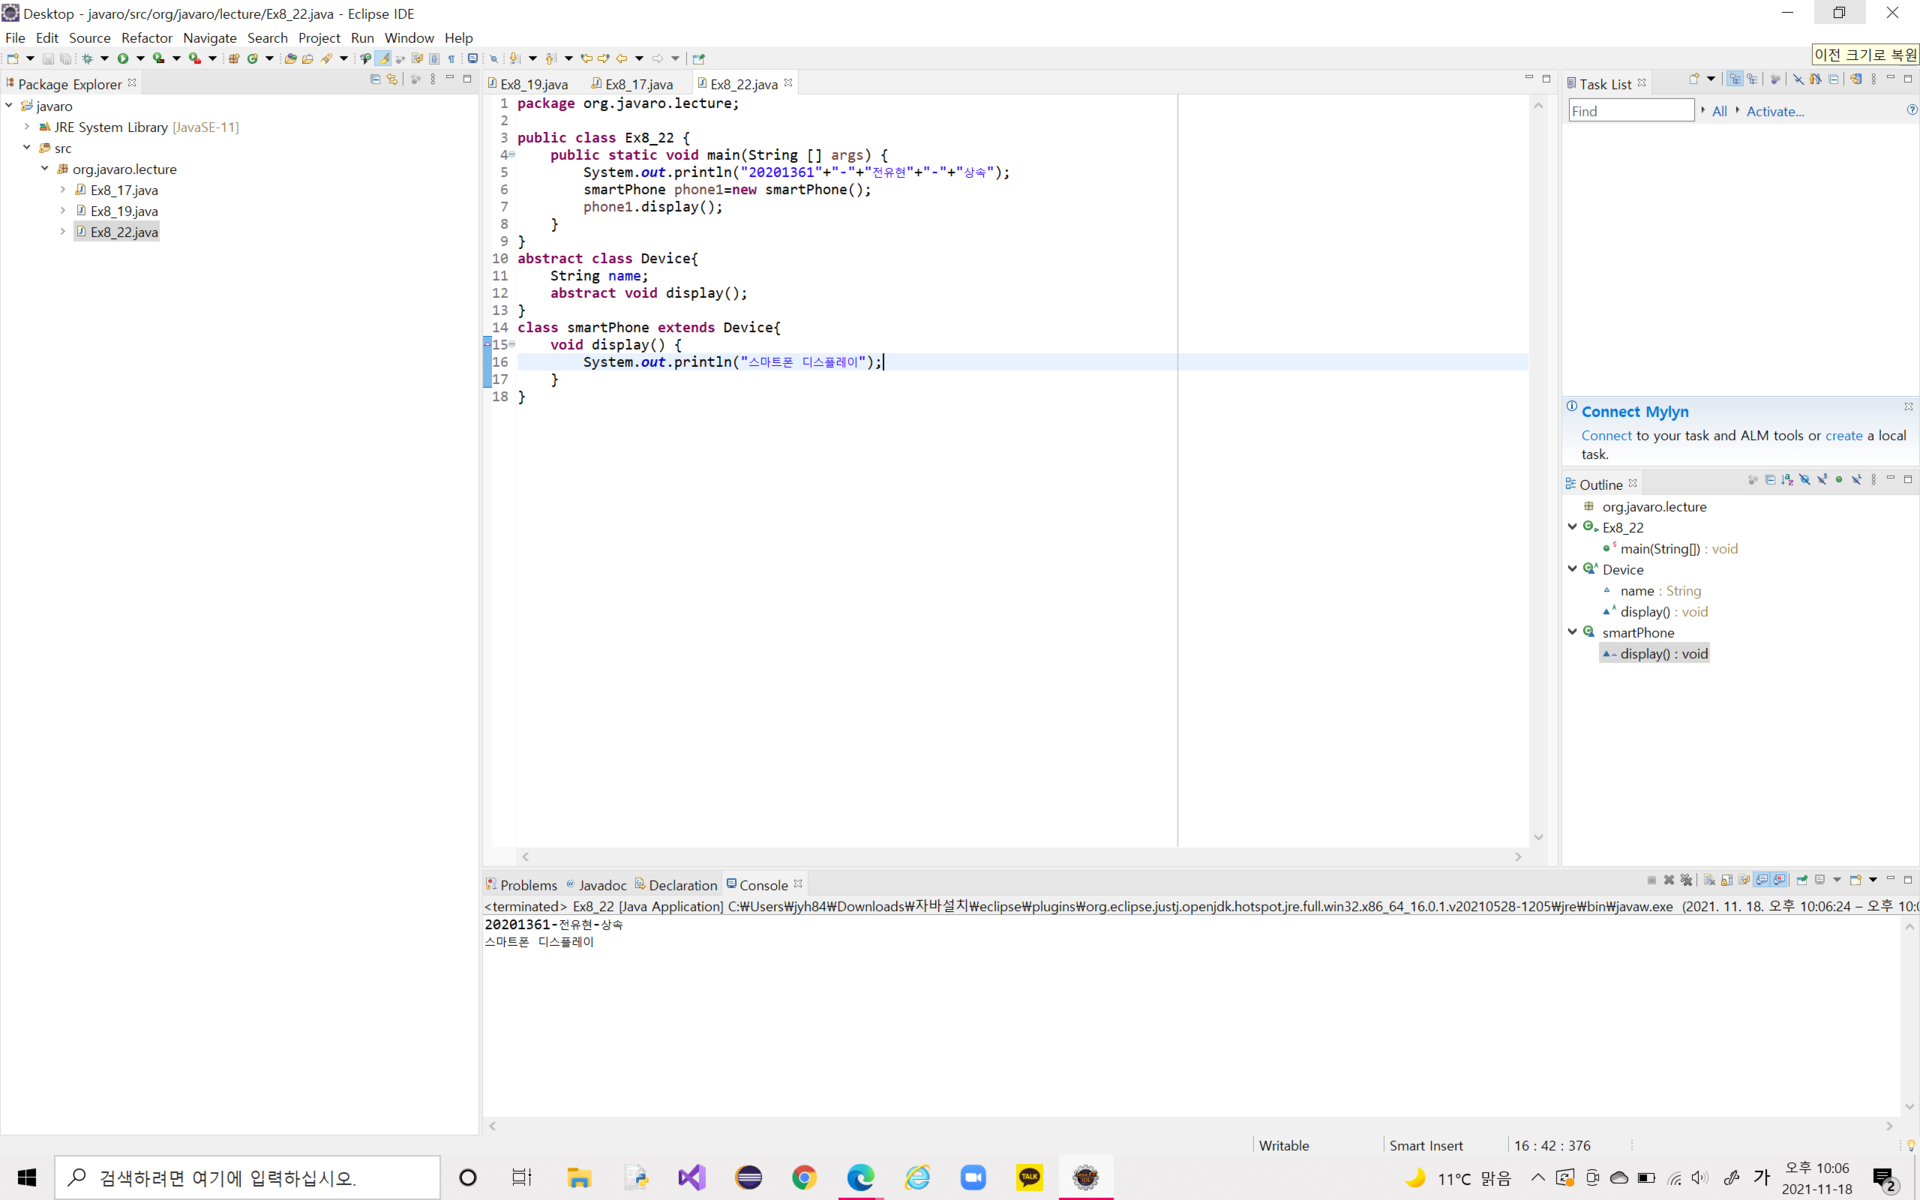 Desktop - javaro/src/org/javaro/lecture/Ex8_22.java - Eclipse IDE
File Edit Source Refactor Navigate Search Project Run Window Help
이전 크기로 복원
Package Explorer
javaro
JRE System Library [JavaSE-11]
src
org.javaro.lecture
Ex8_17.java
Ex8_19.java
Ex8_22.java
Ex8_19.java Ex8_17.java Ex8_22.java
1 package org.javaro.lecture;
2
3 public class Ex8_22 {
4 public static void main(String [] args) {
5 System.out.println("20201361"+"-"+"전유현"+"-"+"상속");
6 smartPhone phone1=new smartPhone();
7 phone1.display();
8 }
9 }
10 abstract class Device{
11 String name;
12 abstract void display();
13 }
14 class smartPhone extends Device{
15 void display() {
16 System.out.println("스마트폰 디스플레이");
17 }
18 }
Task List
Find All Activate...
Connect Mylyn
Connect to your task and ALM tools or create a local
task.
Outline
org.javaro.lecture
Ex8_22
main(String[]) : void
Device
name : String
display() : void
smartPhone
display() : void
Problems Javadoc Declaration Console
<terminated> Ex8_22 [Java Application] C:₩Users₩jyh84₩Downloads₩자바설치₩eclipse₩plugins₩org.eclipse.justj.openjdk.hotspot.jre.full.win32.x86_64_16.0.1.v20210528-1205₩jre₩bin₩javaw.exe (2021. 11. 18. 오후 10:06:24 – 오후 10:0
20201361-전유현-상속
스마트폰 디스플레이
Writable Smart Insert 16 : 42 : 376
검색하려면 여기에 입력하십시오.
TALK
11°C 맑음
가
오후 10:06
2021-11-18
2